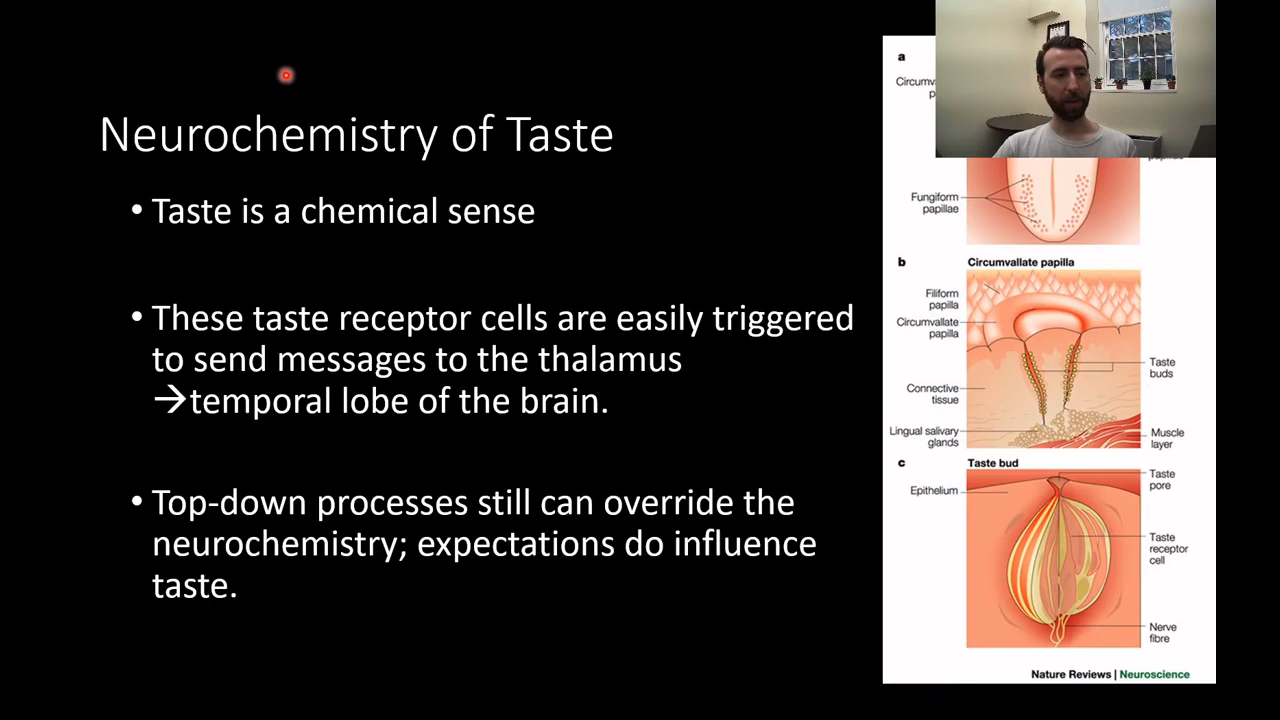 Neurochemistry of Taste
• Taste is a chemical sense
• These taste receptor cells are easily triggered
to send messages to the thalamus
→temporal lobe of the brain.
• Top-down processes still can override the
neurochemistry; expectations do influence
taste.
a
Fungiform
papillae
b
Circumvallate papilla
Filiform
papilla
Circumvallate
papilla
Connective
tissue
Lingual salivary
glands
Taste
buds
Muscle
layer
c
Taste bud
Epithelium
Taste
pore
Taste
receptor
cell
Nerve
fibre
Nature Reviews | Neuroscience